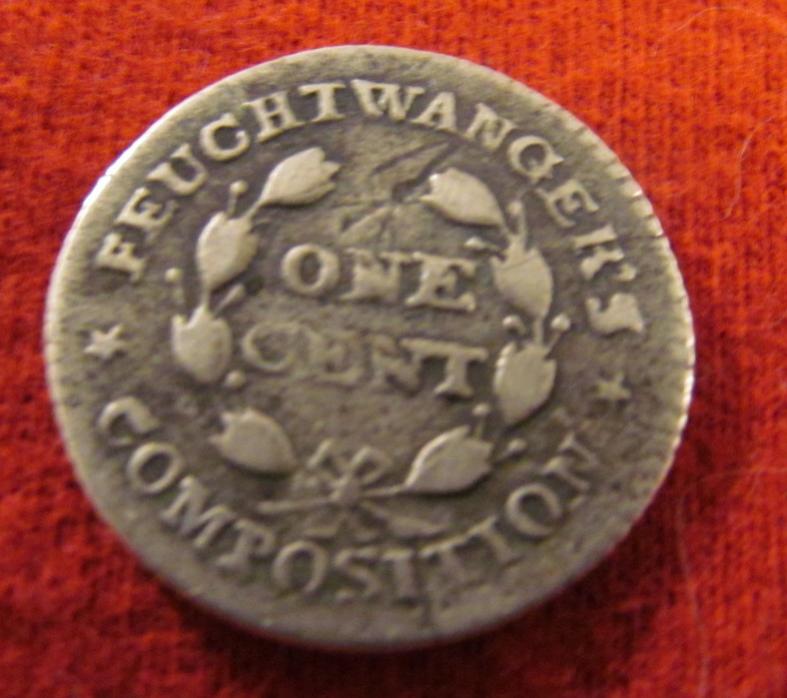 FEUCHTWANGER'S
ONE
CENT
COMPOSITION